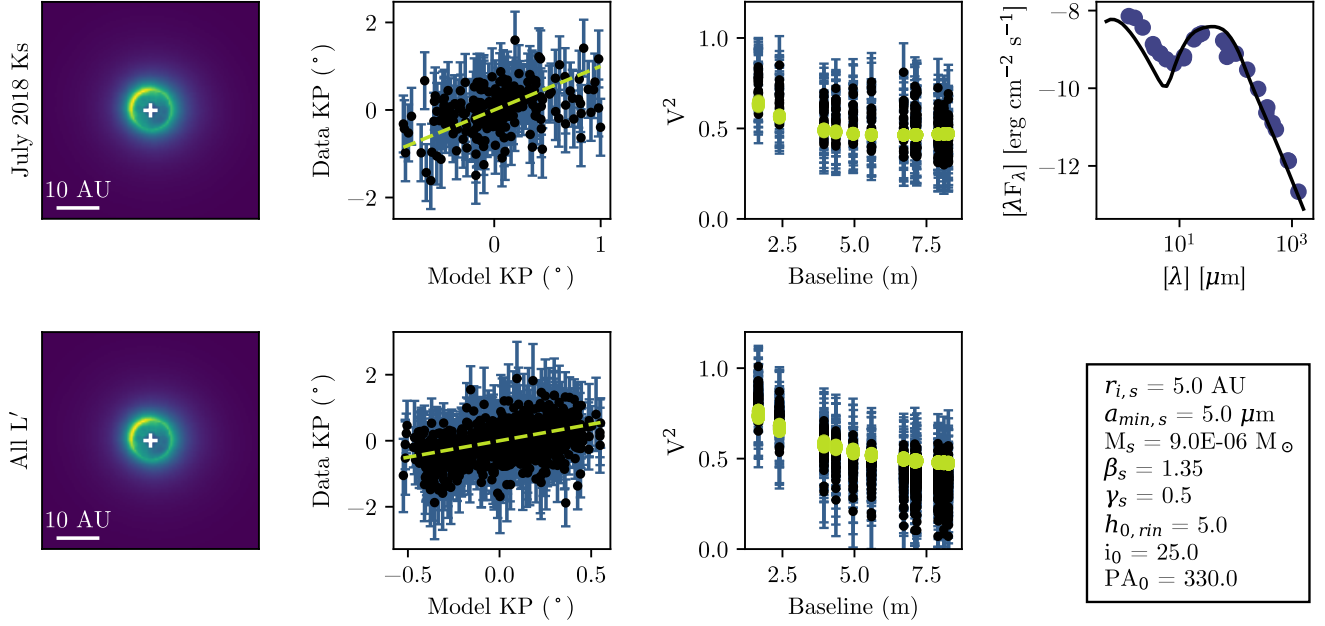 July 2018 Ks
10 AU
2
0
−2
Data KP (°)
0
1
Model KP (°)
1.0
0.5
0.0
V²
2.5
5.0
7.5
Baseline (m)
−8
−10
−12
[λF_λ] [erg cm⁻² s⁻¹]
10¹
10³
[λ] [μm]
All L′
10 AU
2
0
−2
Data KP (°)
−0.5
0.0
0.5
Model KP (°)
1.0
0.5
0.0
V²
2.5
5.0
7.5
Baseline (m)
r_{i,s} = 5.0 AU
a_{min,s} = 5.0 μm
M_s = 9.0E-06 M_⊙
β_s = 1.35
γ_s = 0.5
h_{0,rin} = 5.0
i_0 = 25.0
PA_0 = 330.0